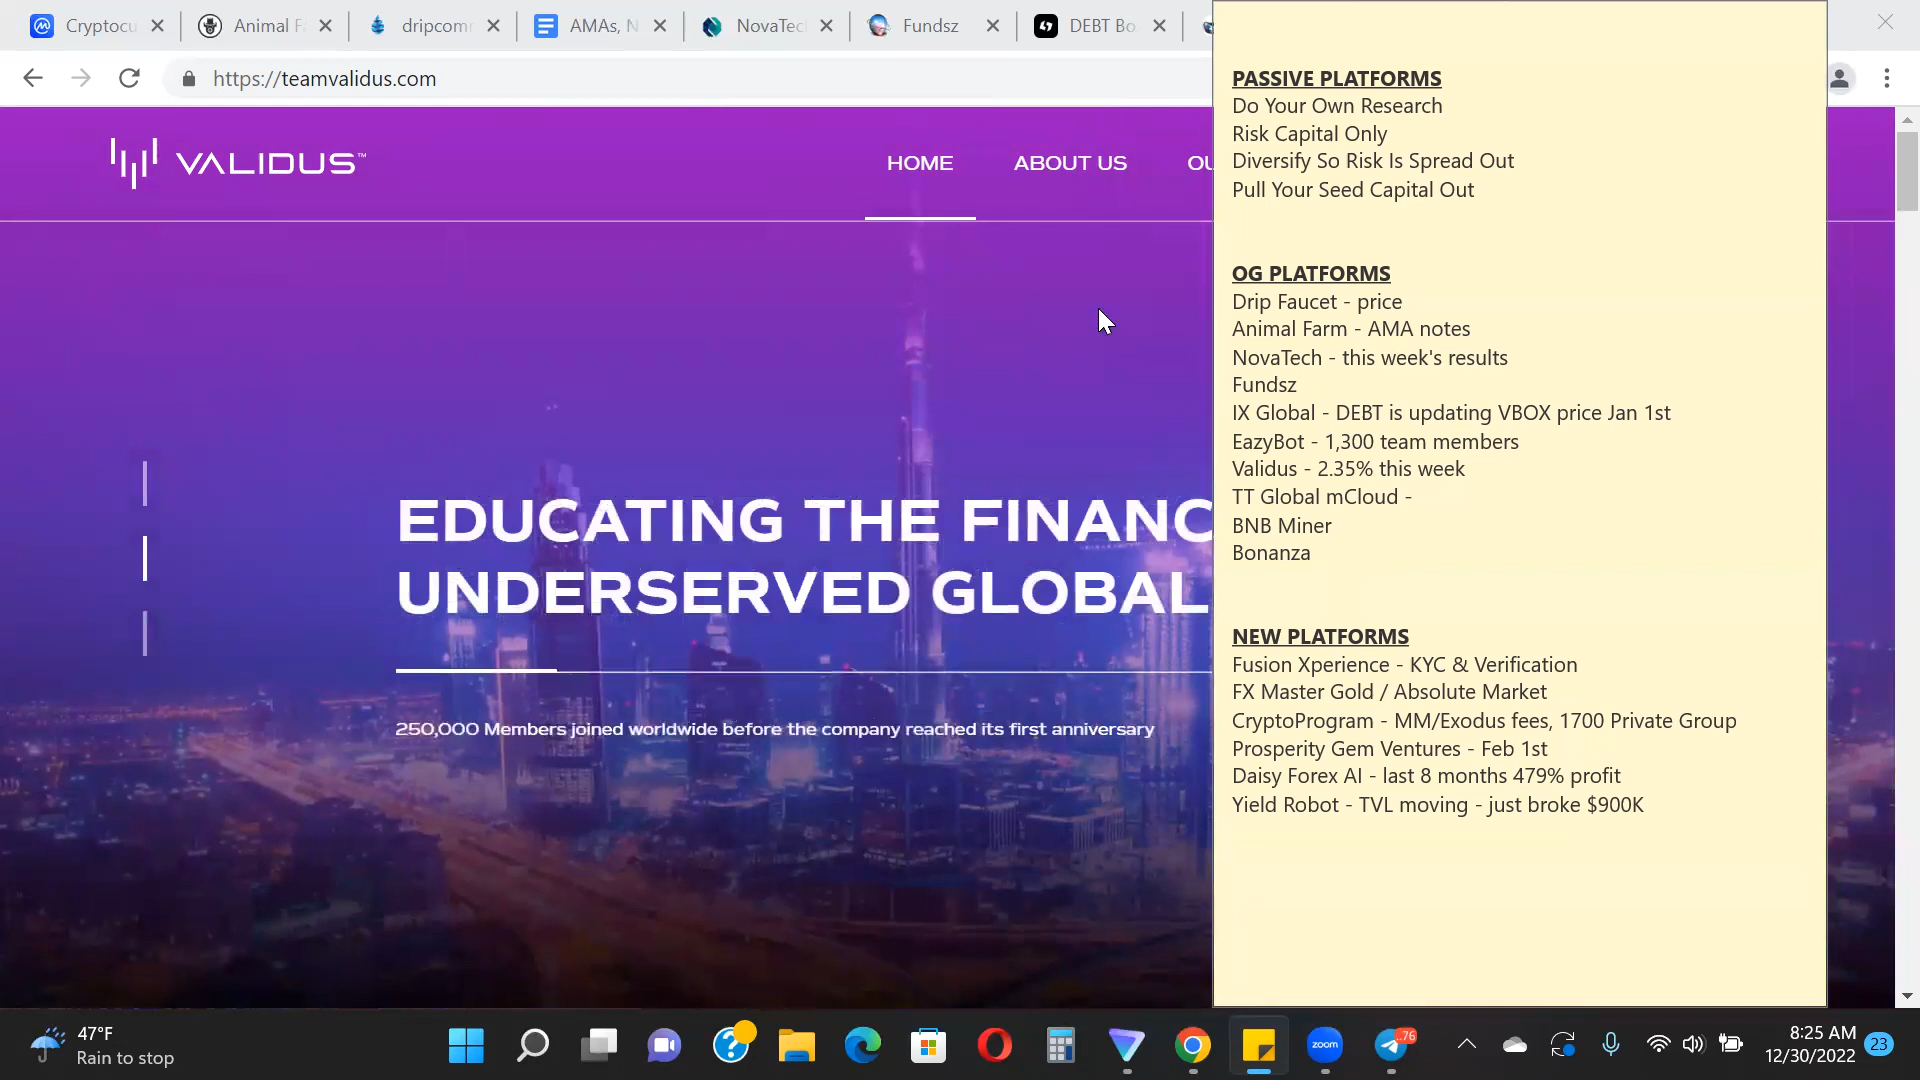 Cryptocu
Animal F
dripcomm
AMAs, N
NovaTec
Fundsz
DEBT Bo
https://teamvalidus.com
VALIDUS™
HOME
ABOUT US
OU
EDUCATING THE FINANC
UNDERSERVED GLOBAL
250,000 Members joined worldwide before the company reached its first anniversary
PASSIVE PLATFORMS
Do Your Own Research
Risk Capital Only
Diversify So Risk Is Spread Out
Pull Your Seed Capital Out
OG PLATFORMS
Drip Faucet - price
Animal Farm - AMA notes
NovaTech - this week's results
Fundsz
IX Global - DEBT is updating VBOX price Jan 1st
EazyBot - 1,300 team members
Validus - 2.35% this week
TT Global mCloud -
BNB Miner
Bonanza
NEW PLATFORMS
Fusion Xperience - KYC & Verification
FX Master Gold / Absolute Market
CryptoProgram - MM/Exodus fees, 1700 Private Group
Prosperity Gem Ventures - Feb 1st
Daisy Forex AI - last 8 months 479% profit
Yield Robot - TVL moving - just broke $900K
47°F
Rain to stop
zoom
..76
8:25 AM
12/30/2022
23